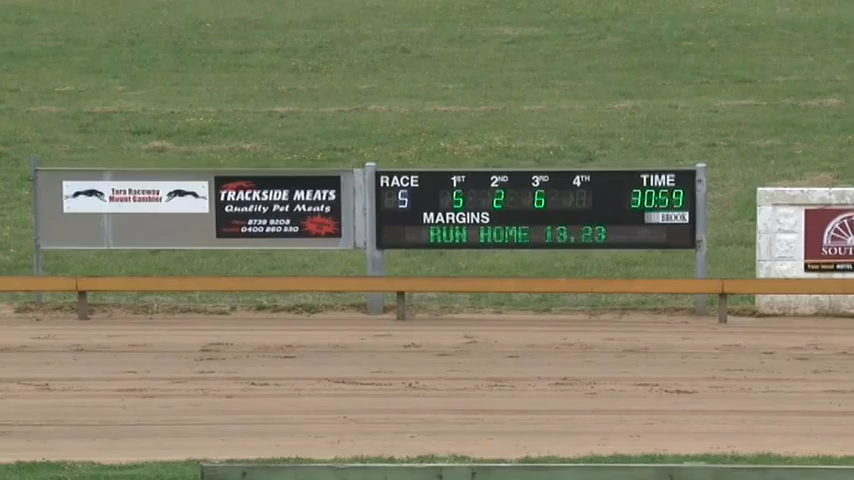 Tara Raceway
Mount Gambier
TRACKSIDE MEATS
Quality Pet Meats
8739 9208
0400 860 330
RACE 1ST 2ND 3RD 4TH TIME
5 5 2 6 30:59
BROOK
MARGINS
RUN HOME 13.23
SOUT
MOTEL